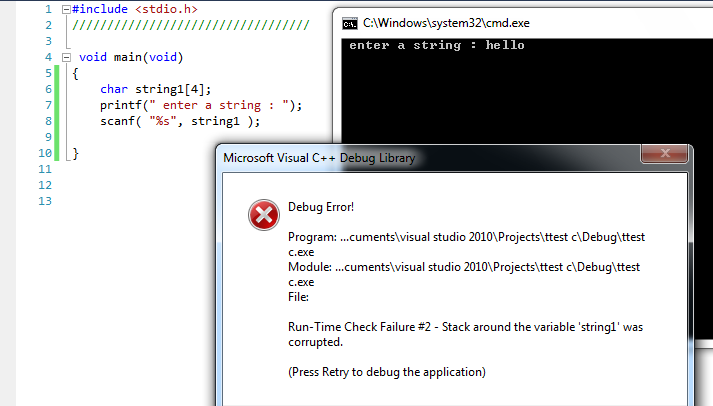 1 #include <stdio.h>
2 //////////////////////////////////
3
4 void main(void)
5 {
6 char string1[4];
7 printf(" enter a string : ");
8 scanf( "%s", string1 );
9
10 }
11
12
13
C:\Windows\system32\cmd.exe
enter a string : hello
Microsoft Visual C++ Debug Library
Debug Error!
Program: ...cuments\visual studio 2010\Projects\ttest c\Debug\ttest
c.exe
Module: ...cuments\visual studio 2010\Projects\ttest c\Debug\ttest
c.exe
File:
Run-Time Check Failure #2 - Stack around the variable 'string1' was
corrupted.
(Press Retry to debug the application)